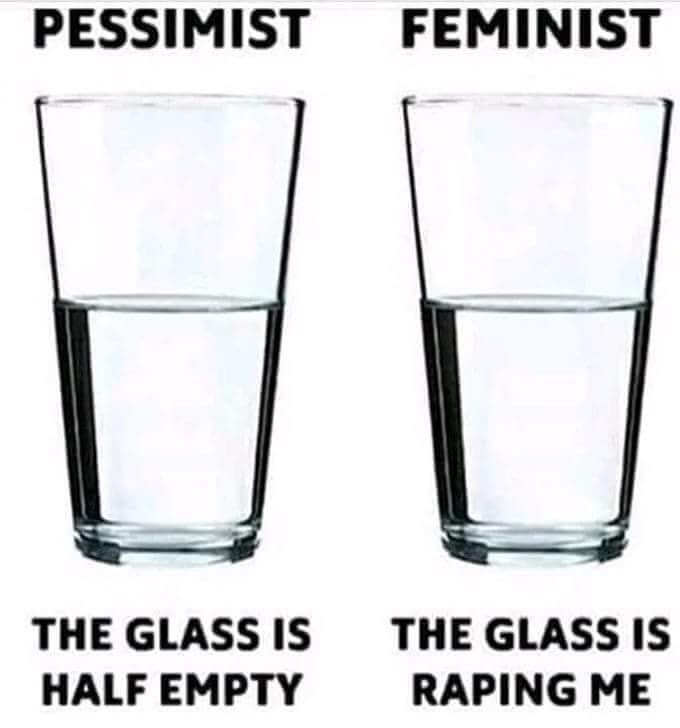 PESSIMIST
FEMINIST
THE GLASS IS
HALF EMPTY
THE GLASS IS
RAPING ME